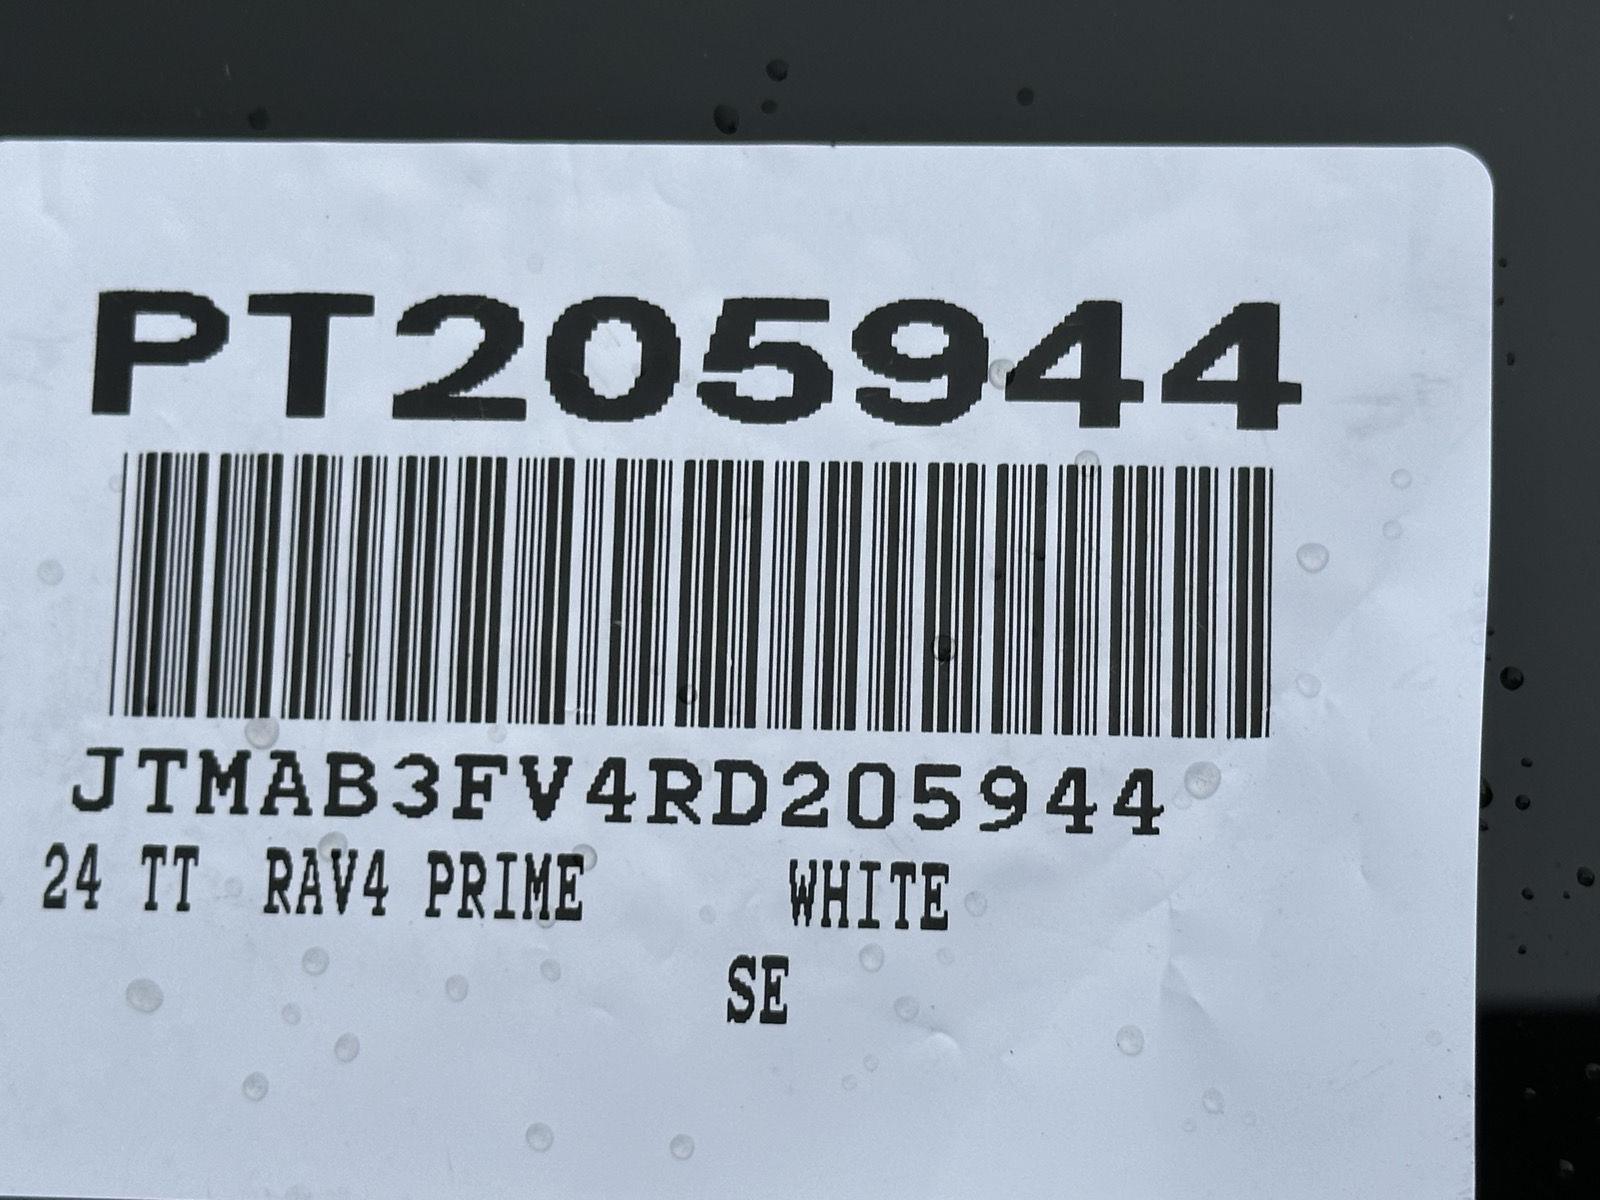 PT205944
JTMAB3FV4RD205944
24 TT RAV4 PRIME WHITE
SE